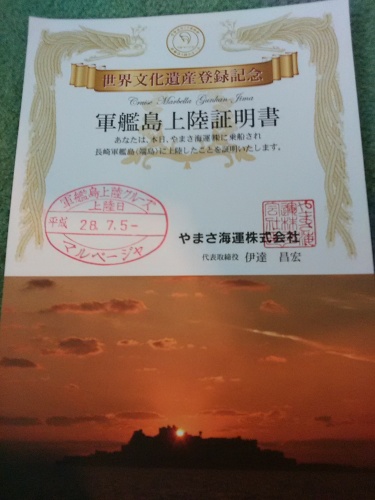 世界文化遺産登録記念
Cruise Marbella Gunkan Jima
軍艦島上陸証明書
あなたは、本日、やまさ海運㈱に乗船され
長崎軍艦島(端島)に上陸したことを証明いたします。
軍艦島上陸クルーズ
上陸日
平成 28.7.5-
マルベージャ
やまさ海運株式会社
代表取締役 伊達 昌宏